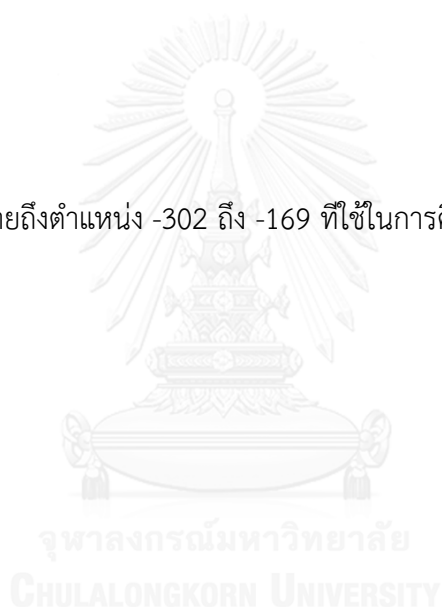 ายถึงตำแหน่ง -302 ถึง -169 ที่ใช้ในการศึ
จุฬาลงกรณ์มหาวิทยาลัย
CHULALONGKORN UNIVERSITY